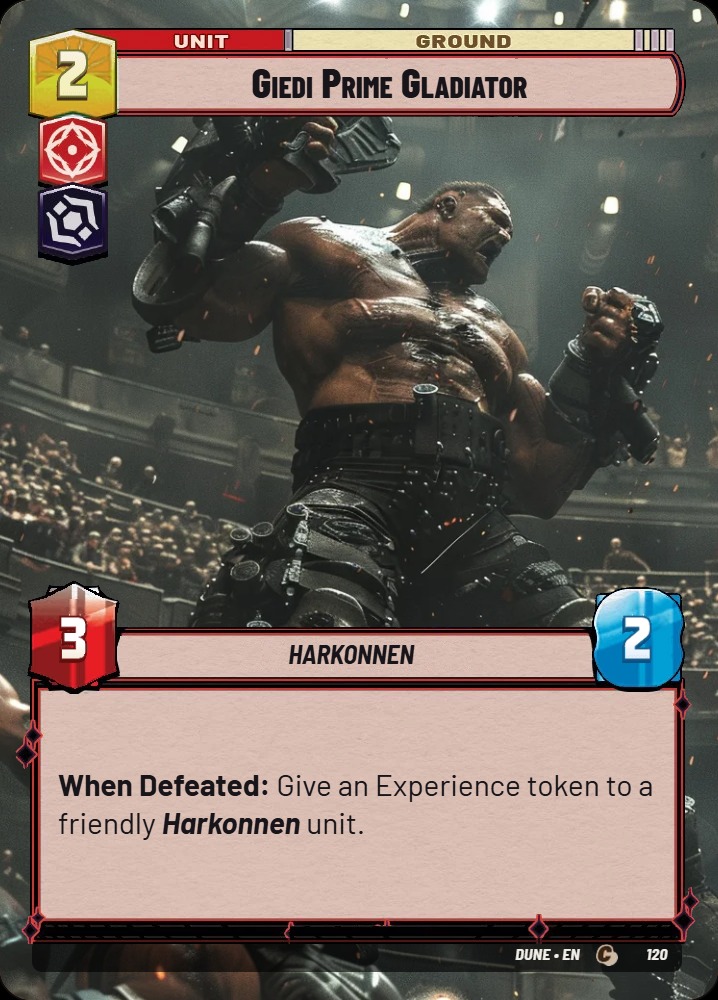 UNIT GROUND
2
GIEDI PRIME GLADIATOR
3 HARKONNEN 2
When Defeated: Give an Experience token to a
friendly Harkonnen unit.
DUNE • EN C 120